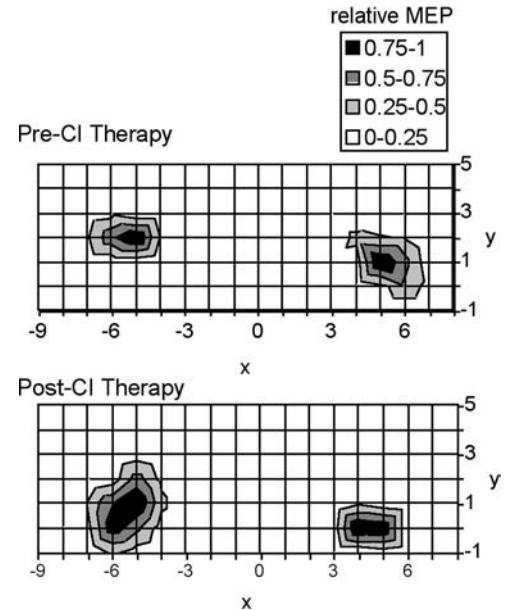 relative MEP
0.75-1
0.5-0.75
0.25-0.5
0-0.25
Pre-CI Therapy
5
3
y
1
-1
-9 -6 -3 0 3 6
x
Post-CI Therapy
5
3
y
1
-1
-9 -6 -3 0 3 6
x